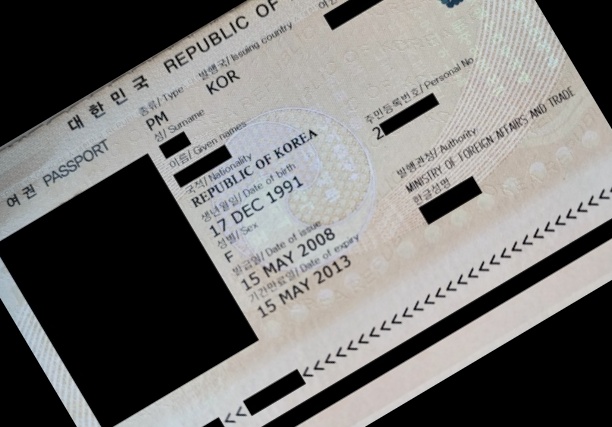 대한민국 REPUBLIC OF
여권 PASSPORT
종류/ Type 발행국/ Issuing country
PM KOR
성/ Surname
이름/ Given names
국적/ Nationality
REPUBLIC OF KOREA
생년월일/ Date of birth
17 DEC 1991
주민등록번호/ Personal No
2
성별/ Sex
F
발행관청/ Authority
MINISTRY OF FOREIGN AFFAIRS AND TRADE
발급일/ Date of issue
15 MAY 2008
한글성명
기간만료일/ Date of expiry
15 MAY 2013